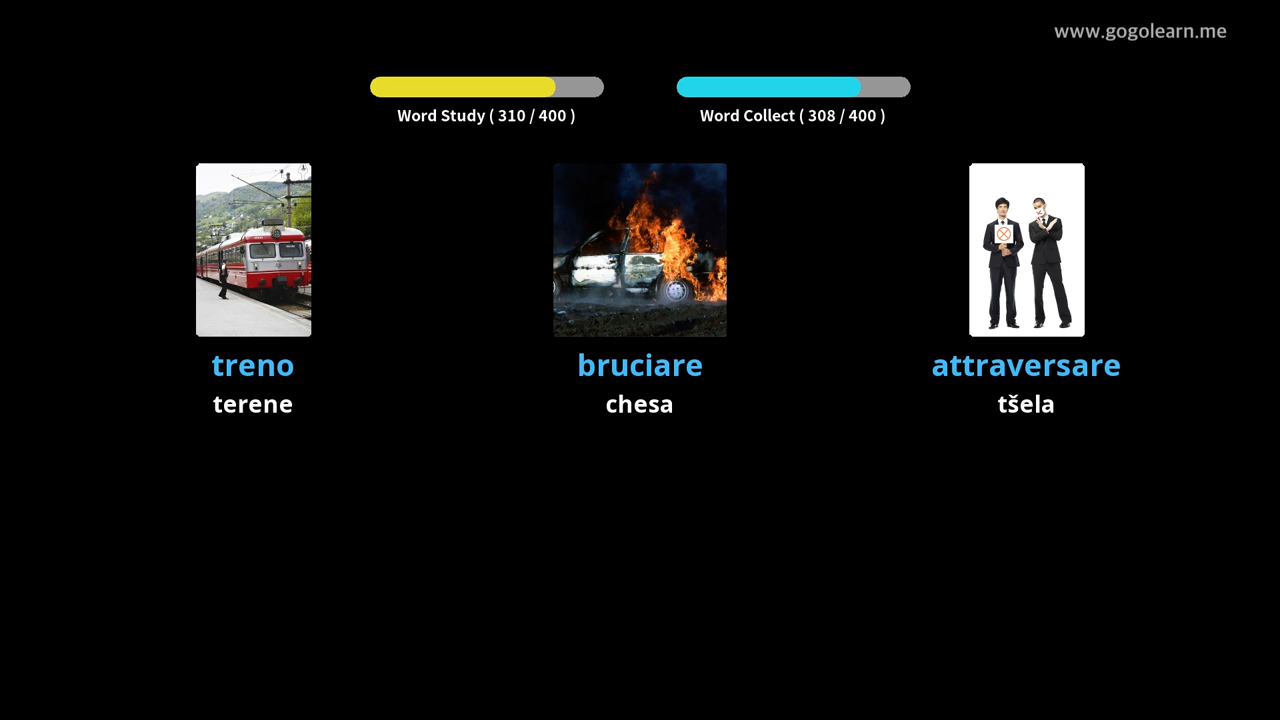 www.gogolearn.me
Word Study ( 310 / 400 )
Word Collect ( 308 / 400 )
treno
bruciare
attraversare
terene
chesa
tšela